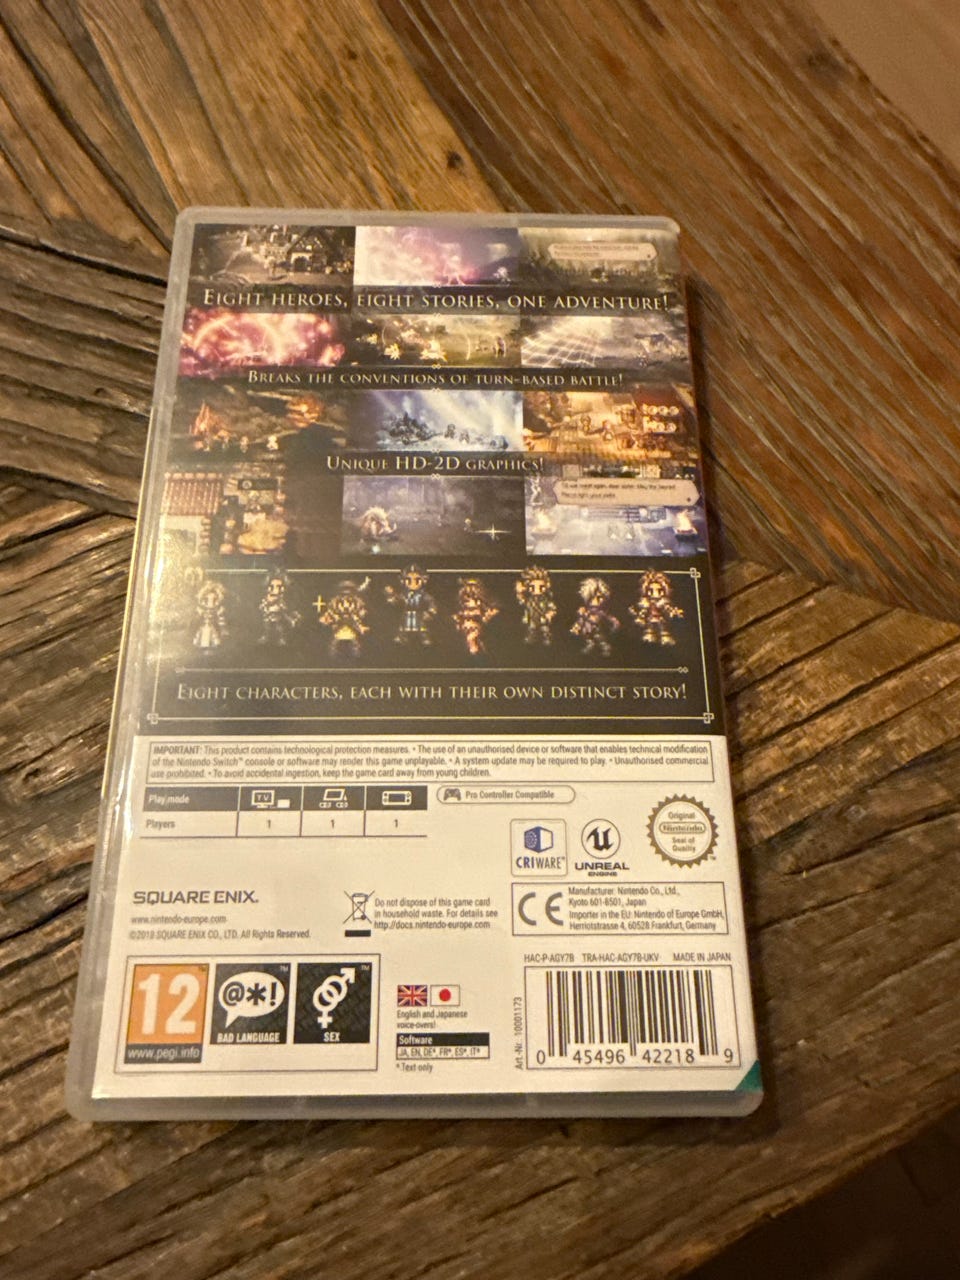 EIGHT HEROES, EIGHT STORIES, ONE ADVENTURE!
BREAKS THE CONVENTIONS OF TURN-BASED BATTLE!
UNIQUE HD-2D GRAPHICS!
EIGHT CHARACTERS, EACH WITH THEIR OWN DISTINCT STORY!
IMPORTANT: This product contains technological protection measures. • The use of an unauthorised device or software that enables technical modification
of the Nintendo Switch™ console or software may render this game unplayable. • A system update may be required to play. • Unauthorised commercial
use prohibited. • To avoid accidental ingestion, keep the game card away from young children.
Play mode TV
Pro Controller Compatible
Players 1 1 1
Original
Nintendo
Seal of
Quality
™
CRIWARE™
UNREAL
ENGINE
SQUARE ENIX.
www.nintendo-europe.com
©2018 SQUARE ENIX CO., LTD. All Rights Reserved.
Do not dispose of this game card
in household waste. For details see
http://docs.nintendo-europe.com
CE
Manufacturer: Nintendo Co., Ltd.,
Kyoto 601-8501, Japan
Importer in the EU: Nintendo of Europe GmbH,
Herriotstrasse 4, 60528 Frankfurt, Germany
HAC-P-AGY7B TRA-HAC-AGY7B-UKV MADE IN JAPAN
12
www.pegi.info
@*!
BAD LANGUAGE
™
SEX
™
English and Japanese
voice-overs!
Software
JA, EN, DE*, FR*, ES*, IT*
* Text only
Art.-Nr. 10001173
0 45496 42218 9